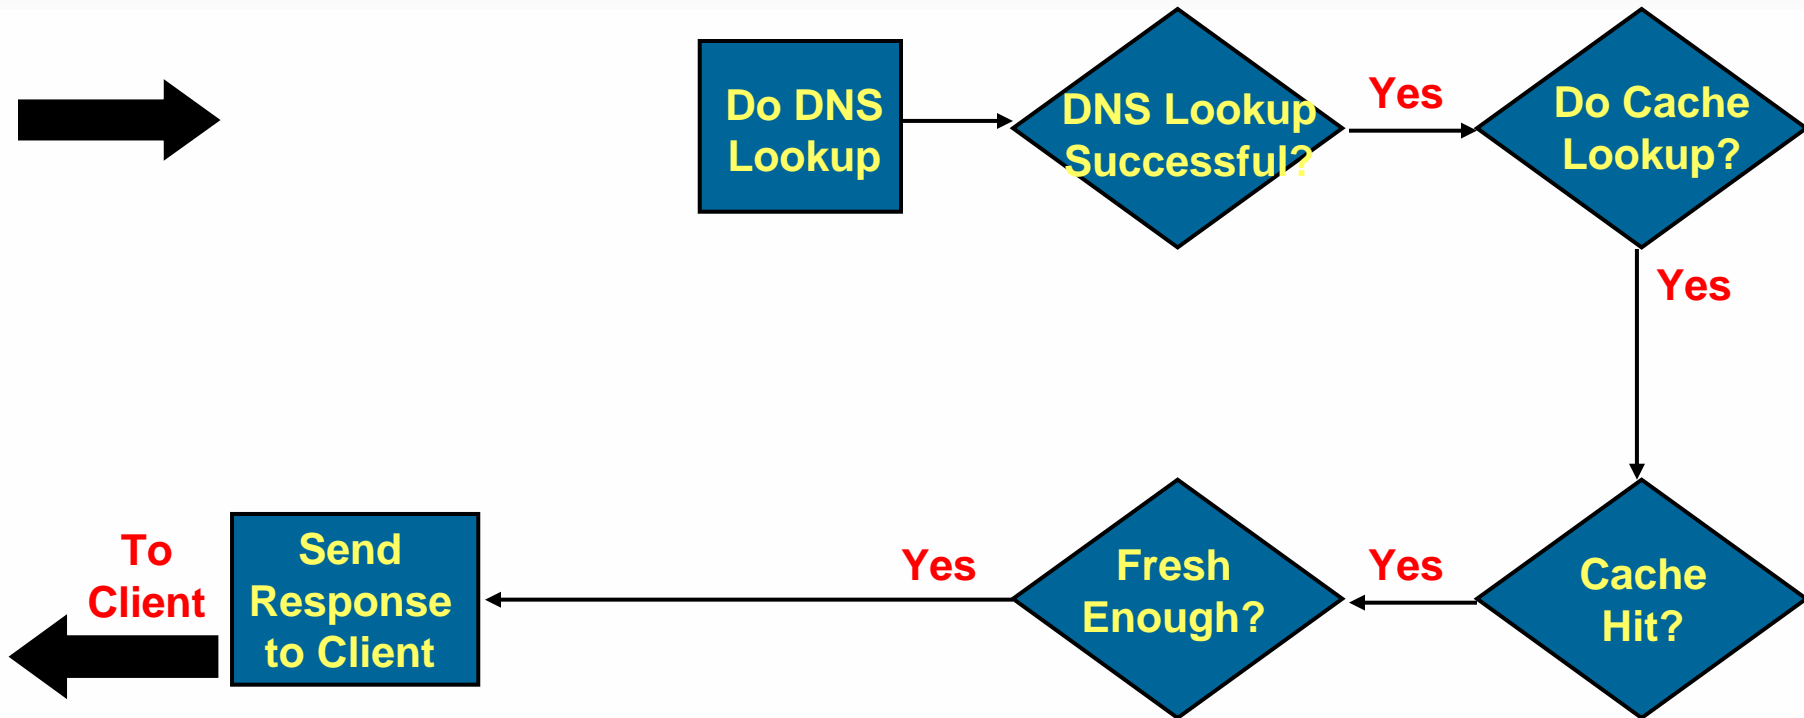 Do DNS
Lookup
DNS Lookup
Successful?
Yes
Do Cache
Lookup?
Yes
Cache
Hit?
Yes
Fresh
Enough?
Yes
Send
Response
to Client
To
Client